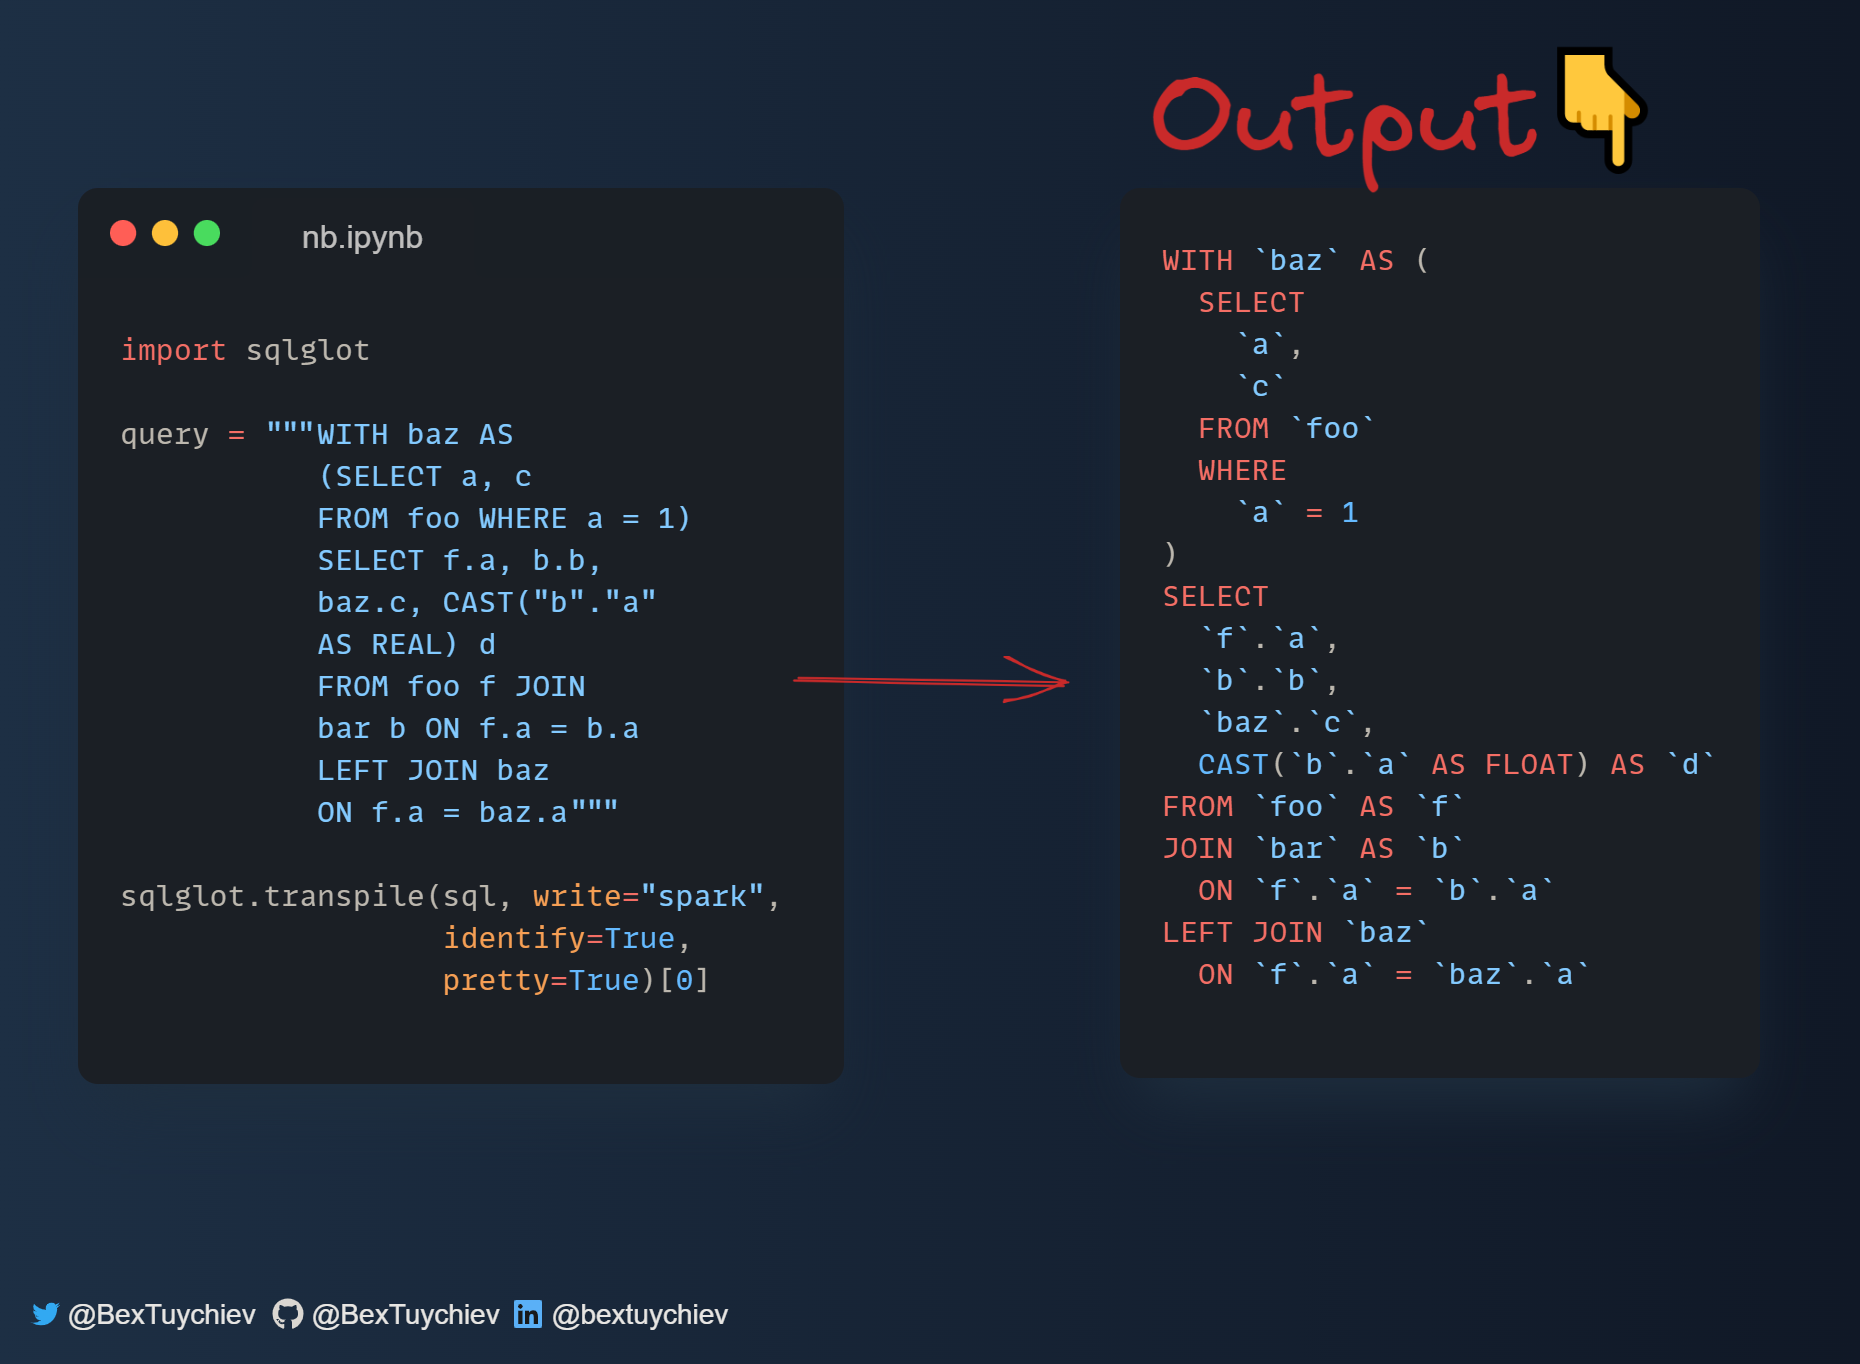 Output
nb.ipynb
import sqlglot
query = """WITH baz AS
(SELECT a, c
FROM foo WHERE a = 1)
SELECT f.a, b.b,
baz.c, CAST("b"."a"
AS REAL) d
FROM foo f JOIN
bar b ON f.a = b.a
LEFT JOIN baz
ON f.a = baz.a"""
sqlglot.transpile(sql, write="spark",
identify=True,
pretty=True)[0]
WITH `baz` AS (
SELECT
`a`,
`c`
FROM `foo`
WHERE
`a` = 1
)
SELECT
`f`.`a`,
`b`.`b`,
`baz`.`c`,
CAST(`b`.`a` AS FLOAT) AS `d`
FROM `foo` AS `f`
JOIN `bar` AS `b`
ON `f`.`a` = `b`.`a`
LEFT JOIN `baz`
ON `f`.`a` = `baz`.`a`
@BexTuychiev @BexTuychiev in @bextuychiev